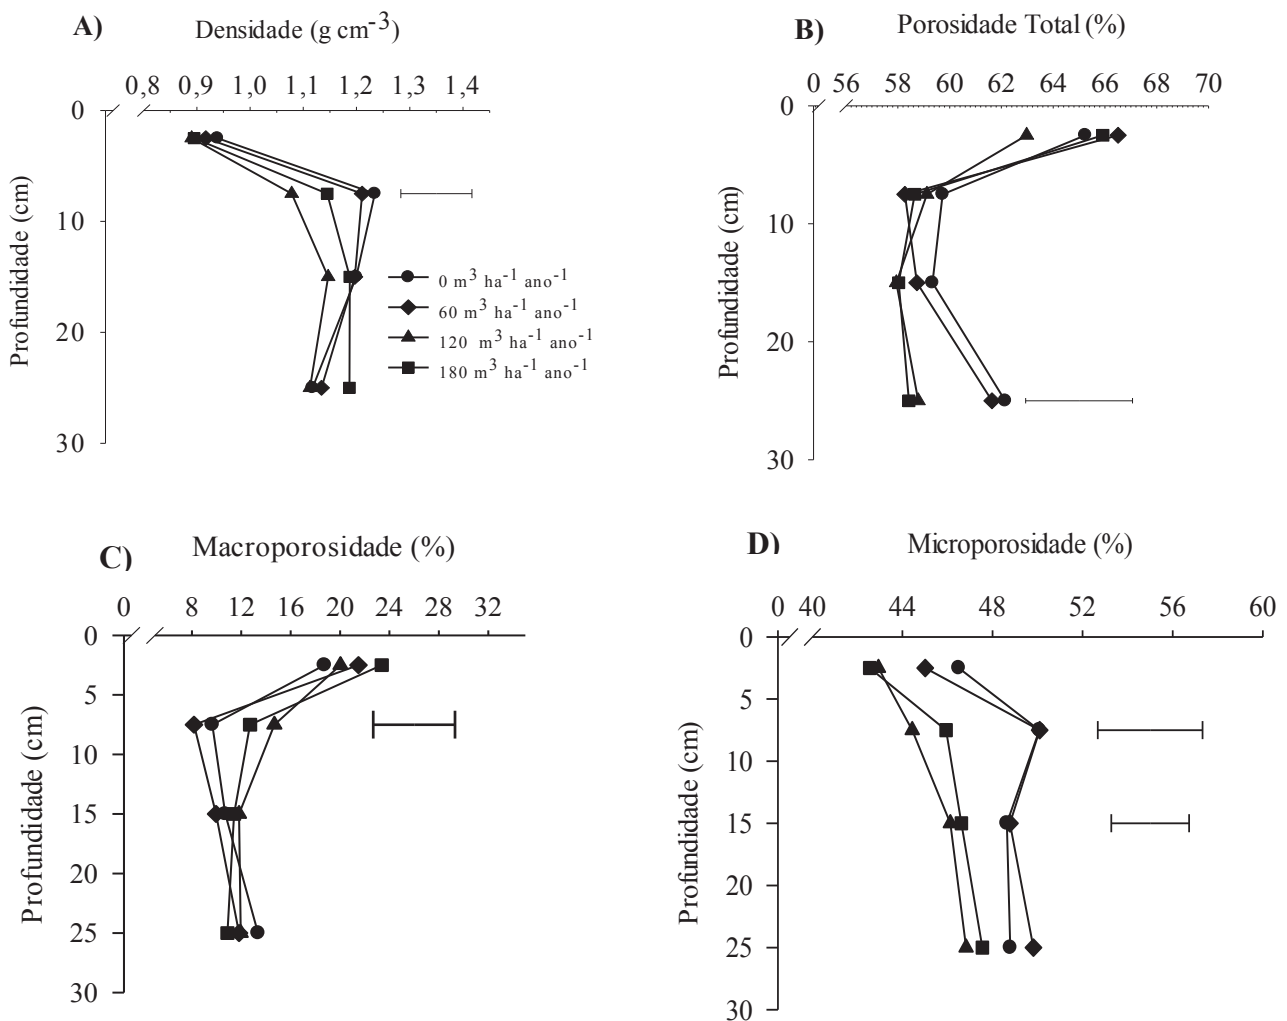 A)
Densidade (g cm-3)
0,8 0,9 1,0 1,1 1,2 1,3 1,4
0
10
20
30
Profundidade (cm)
0 m3 ha-1 ano-1
60 m3 ha-1 ano-1
120 m3 ha-1 ano-1
180 m3 ha-1 ano-1
B)
Porosidade Total (%)
0 56 58 60 62 64 66 68 70
0
10
20
30
Profundidade (cm)
C)
Macroporosidade (%)
0 8 12 16 20 24 28 32
0
5
10
15
20
25
30
Profundidade (cm)
D)
Microporosidade (%)
0 40 44 48 52 56 60
0
5
10
15
20
25
30
Profundidade (cm)